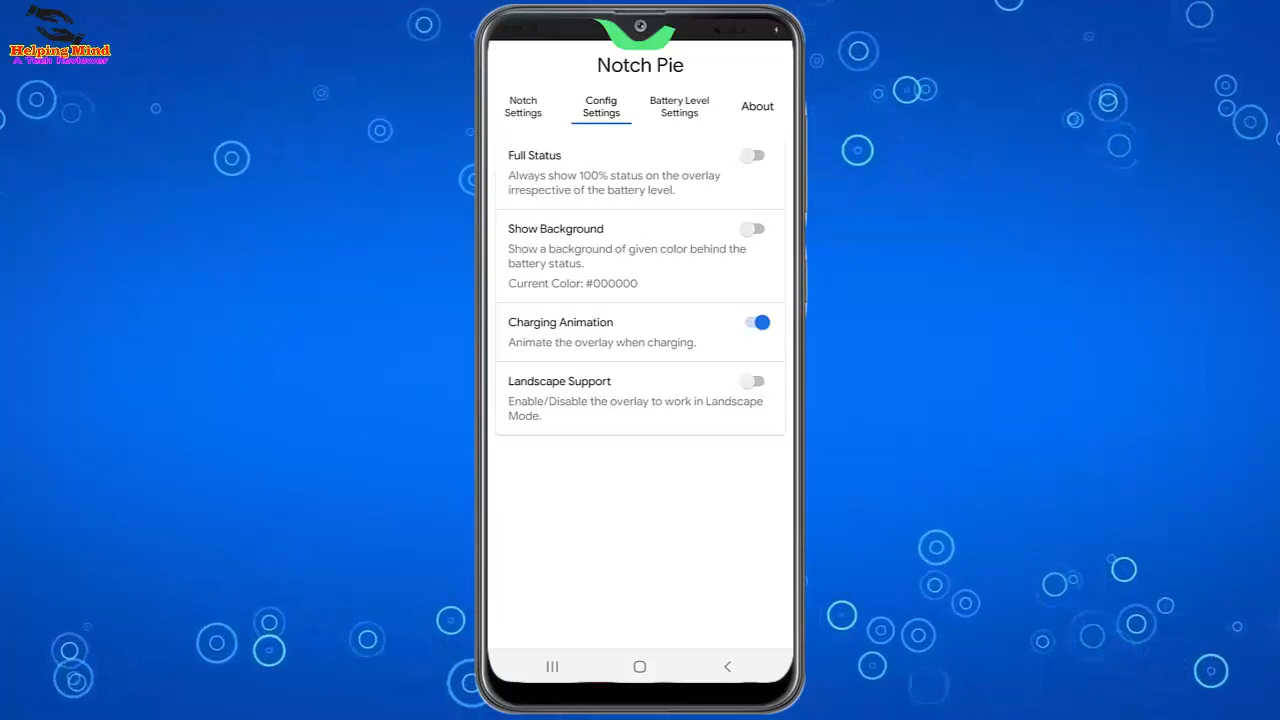 Helping Mind
A Tech Reviewer
Notch Pie
Notch
Settings
Config
Settings
Battery Level
Settings
About
Full Status
Always show 100% status on the overlay
irrespective of the battery level.
Show Background
Show a background of given color behind the
battery status.
Current Color: #000000
Charging Animation
Animate the overlay when charging.
Landscape Support
Enable/Disable the overlay to work in Landscape
Mode.